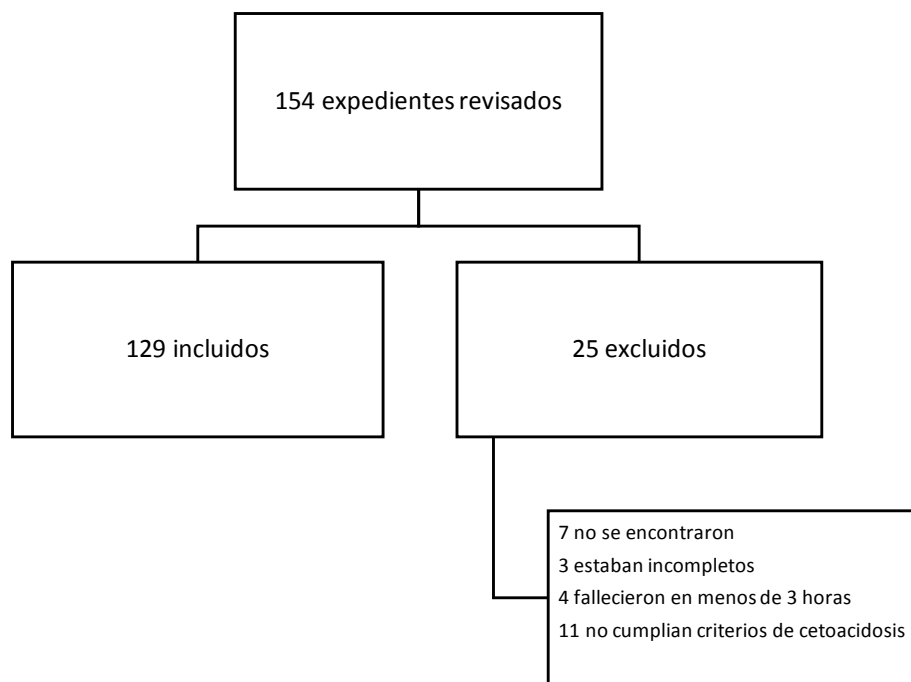 154 expedientes revisados
129 incluidos
25 excluidos
7 no se encontraron
3 estaban incompletos
4 fallecieron en menos de 3 horas
11 no cumplian criterios de cetoacidosis